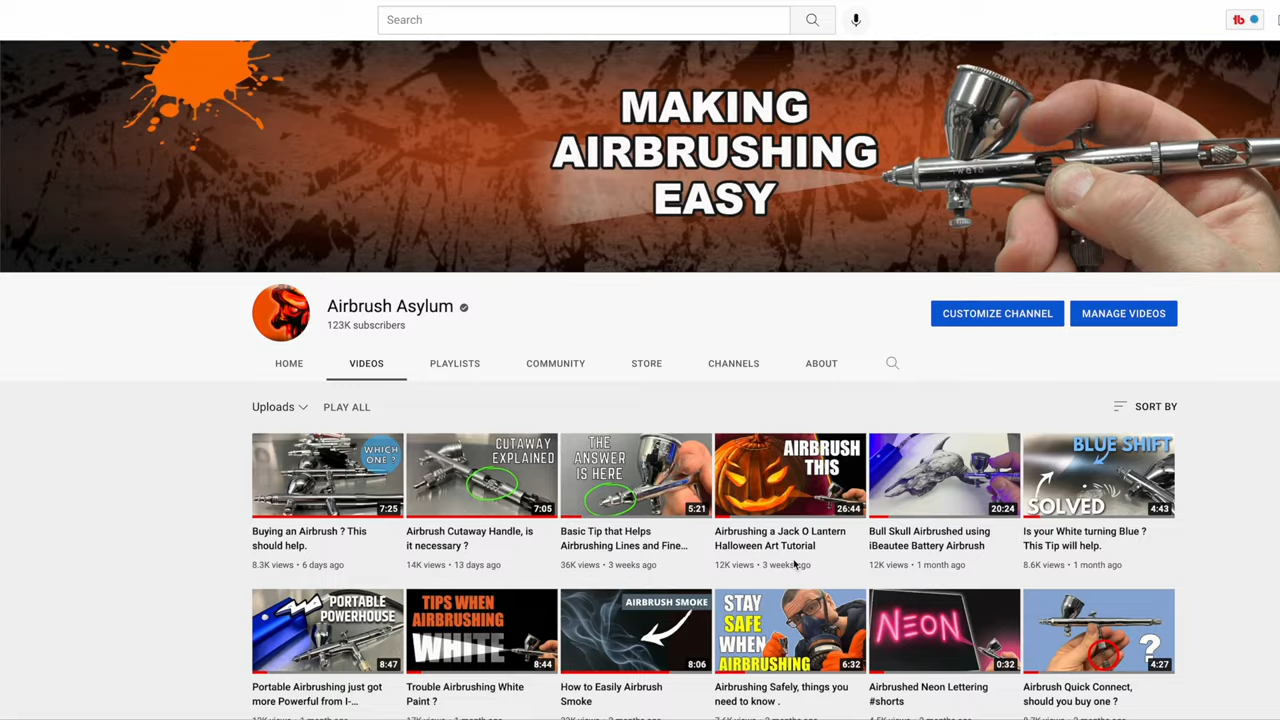 Search
tb
MAKING
AIRBRUSHING
EASY
Airbrush Asylum
123K subscribers
CUSTOMIZE CHANNEL
MANAGE VIDEOS
HOME
VIDEOS
PLAYLISTS
COMMUNITY
STORE
CHANNELS
ABOUT
Uploads
PLAY ALL
SORT BY
WHICH
ONE ?
7:25
CUTAWAY
EXPLAINED
7:05
THE
ANSWER
IS HERE
5:21
AIRBRUSH
THIS
26:44
20:24
BLUE SHIFT
SOLVED
4:43
Buying an Airbrush ? This
should help.
8.3K views • 6 days ago
Airbrush Cutaway Handle, is
it necessary ?
14K views • 13 days ago
Basic Tip that Helps
Airbrushing Lines and Fine...
36K views • 3 weeks ago
Airbrushing a Jack O Lantern
Halloween Art Tutorial
12K views • 3 weeks ago
Bull Skull Airbrushed using
iBeautee Battery Airbrush
12K views • 1 month ago
Is your White turning Blue ?
This Tip will help.
8.6K views • 1 month ago
PORTABLE
POWERHOUSE
8:47
TIPS WHEN
AIRBRUSHING
WHITE
8:44
AIRBRUSH SMOKE
8:06
STAY
SAFE
WHEN
AIRBRUSHING
6:32
NEON
0:32
?
4:27
Portable Airbrushing just got
more Powerful from I-...
Trouble Airbrushing White
Paint ?
How to Easily Airbrush
Smoke
Airbrushing Safely, things you
need to know .
Airbrushed Neon Lettering
#shorts
Airbrush Quick Connect,
should you buy one ?